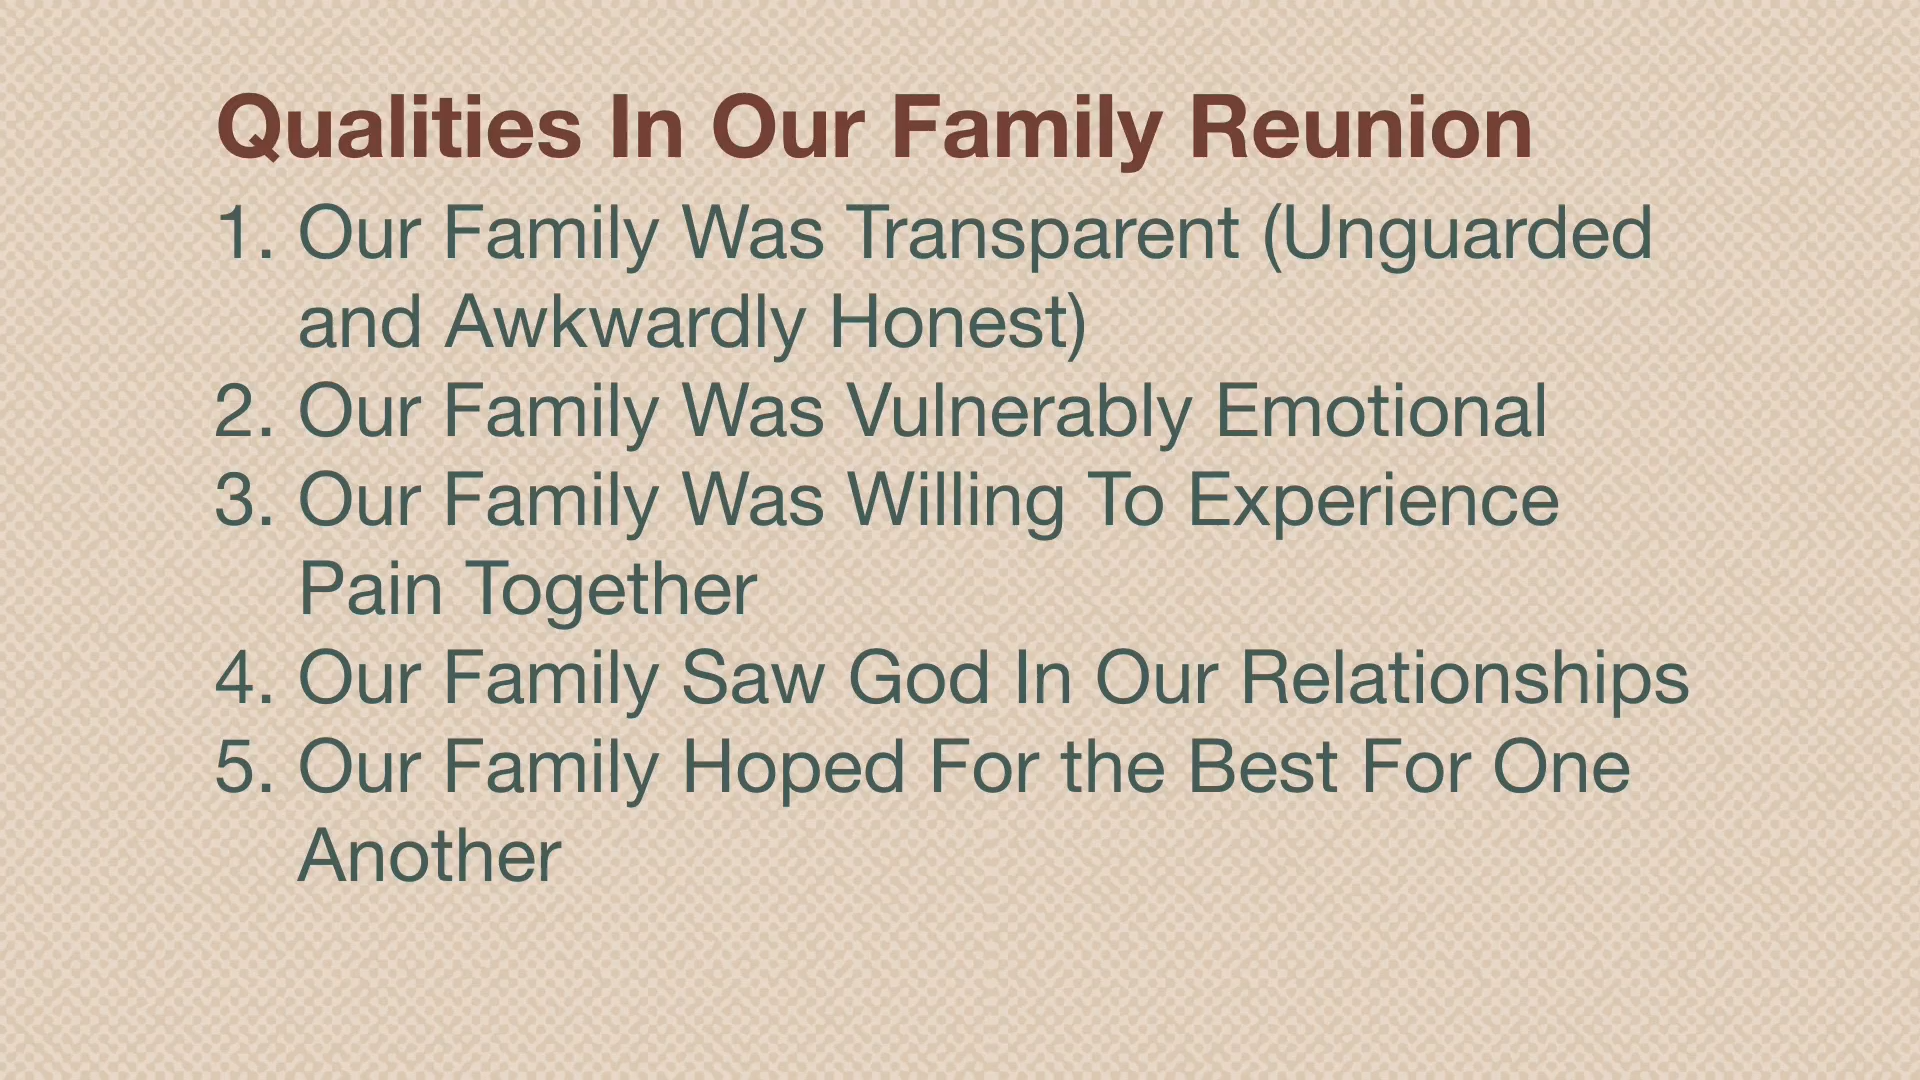 Qualities In Our Family Reunion
1. Our Family Was Transparent (Unguarded
and Awkwardly Honest)
2. Our Family Was Vulnerably Emotional
3. Our Family Was Willing To Experience
Pain Together
4. Our Family Saw God In Our Relationships
5. Our Family Hoped For the Best For One
Another